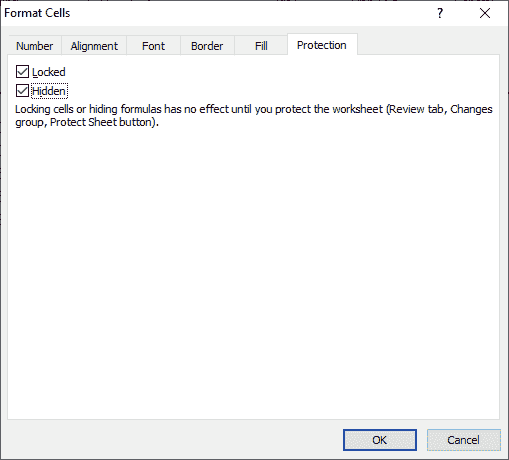 Format Cells ?
Number Alignment Font Border Fill Protection
Locked
Hidden
Locking cells or hiding formulas has no effect until you protect the worksheet (Review tab, Changes
group, Protect Sheet button).
OK Cancel